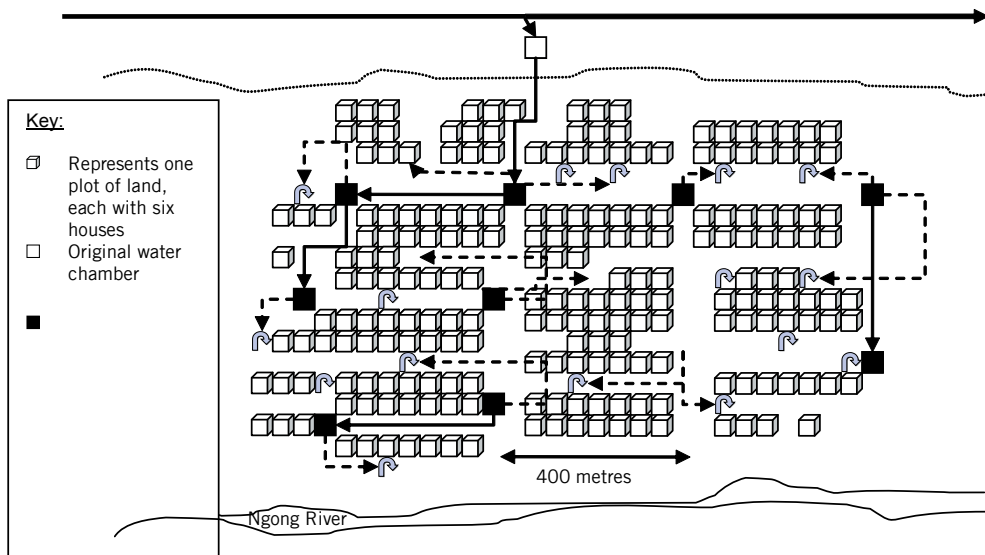 Key:
Represents one
plot of land,
each with six
houses
Original water
chamber
400 metres
Ngong River